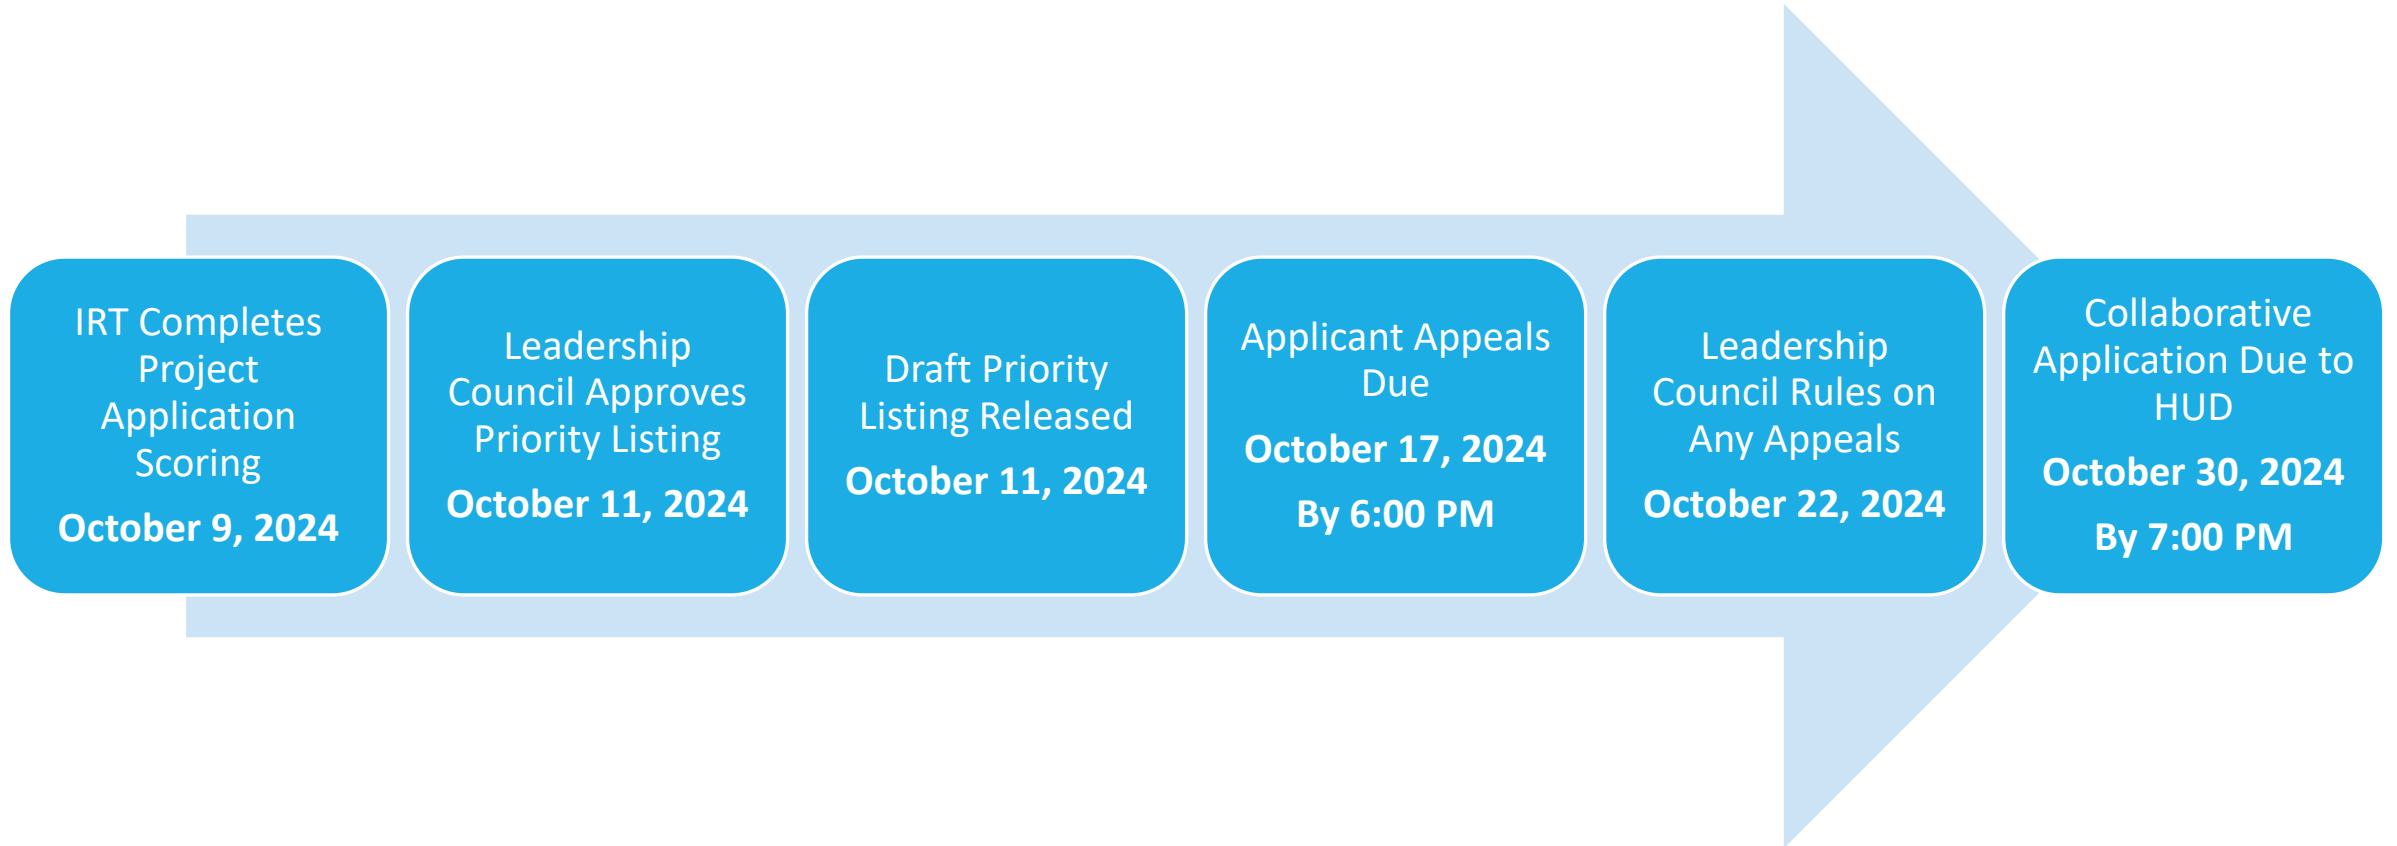 IRT Completes
Project
Application
Scoring
October 9, 2024
Leadership
Council Approves
Priority Listing
October 11, 2024
Draft Priority
Listing Released
October 11, 2024
Applicant Appeals
Due
October 17, 2024
By 6:00 PM
Leadership
Council Rules on
Any Appeals
October 22, 2024
Collaborative
Application Due to
HUD
October 30, 2024
By 7:00 PM